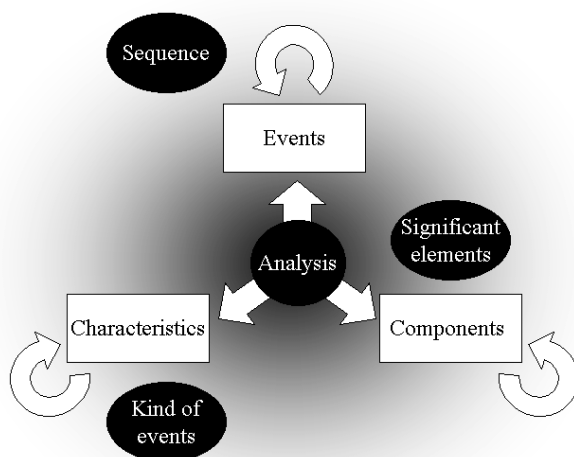 Sequence
Events
Significant
elements
Analysis
Characteristics
Components
Kind of
events